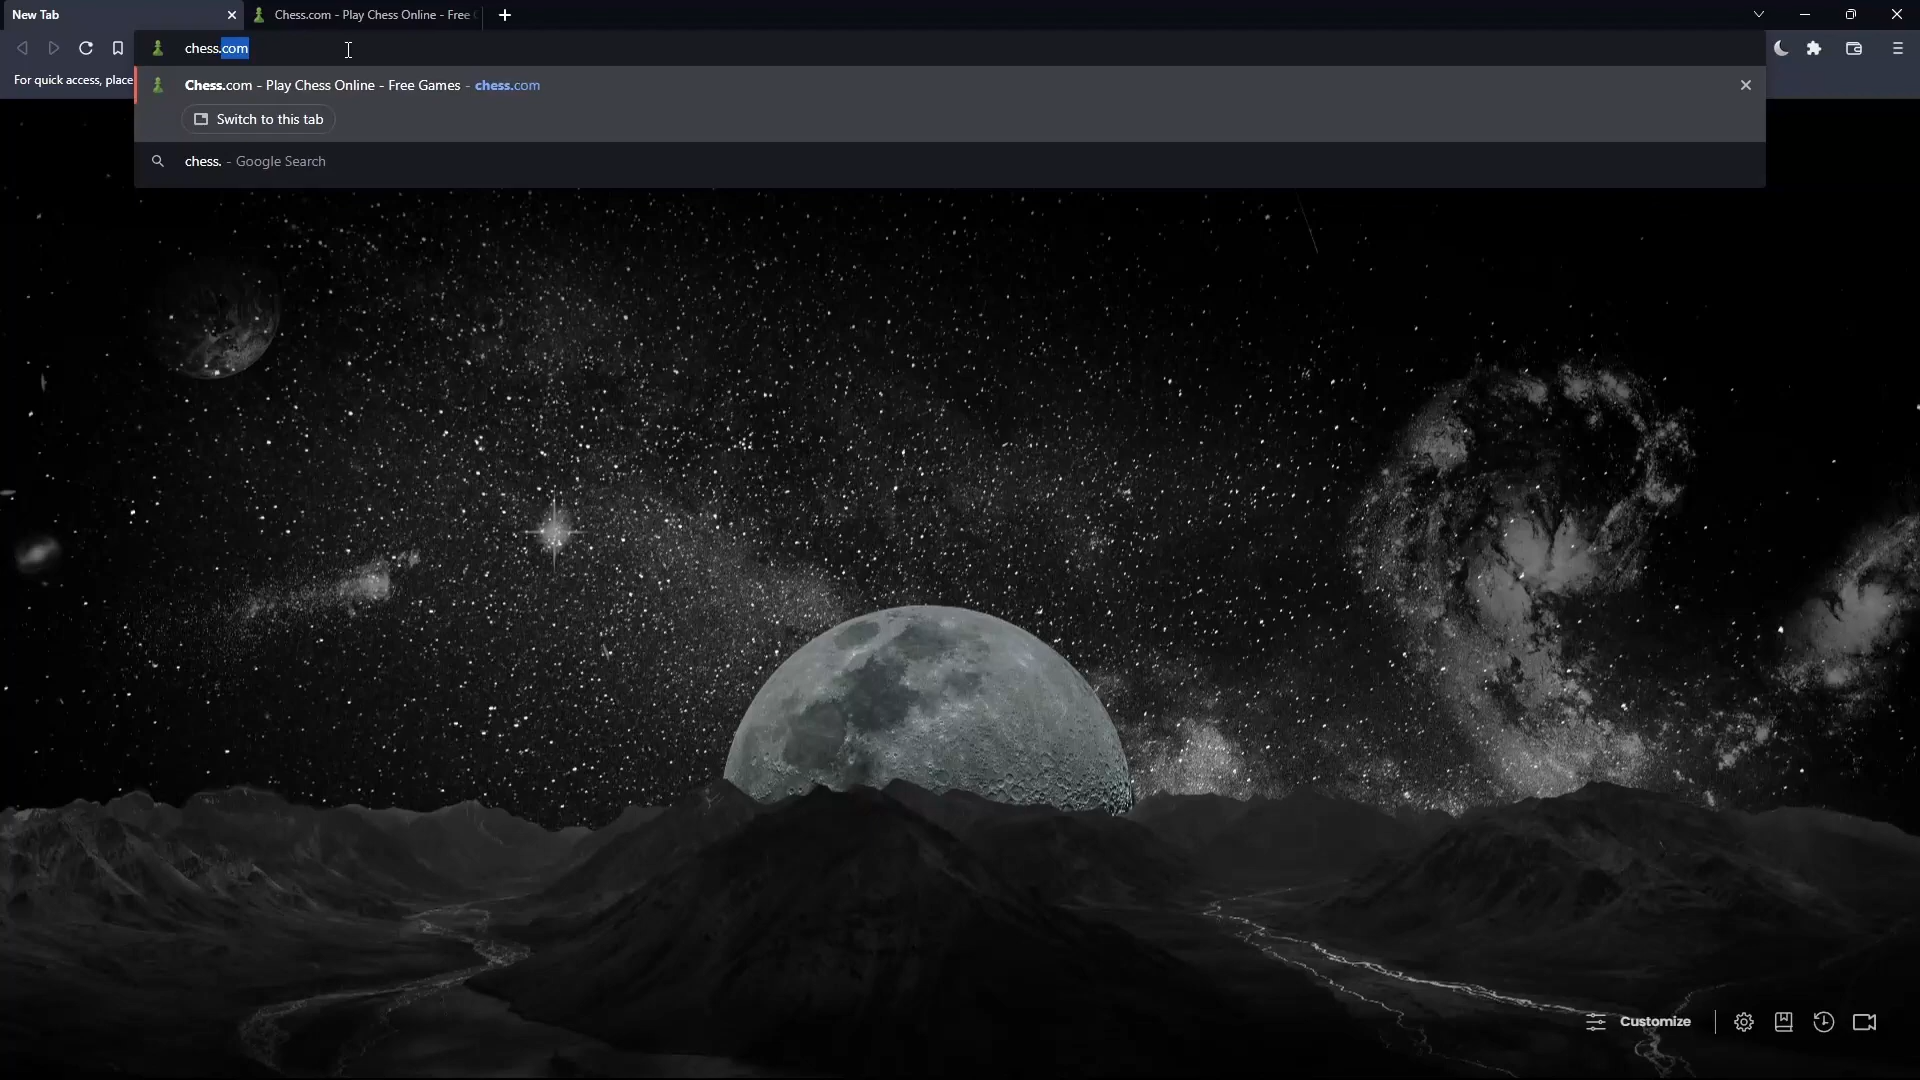 New Tab
Chess.com - Play Chess Online - Free
chess.com
For quick access, place
Chess.com - Play Chess Online - Free Games - chess.com
Switch to this tab
chess. - Google Search
Customize